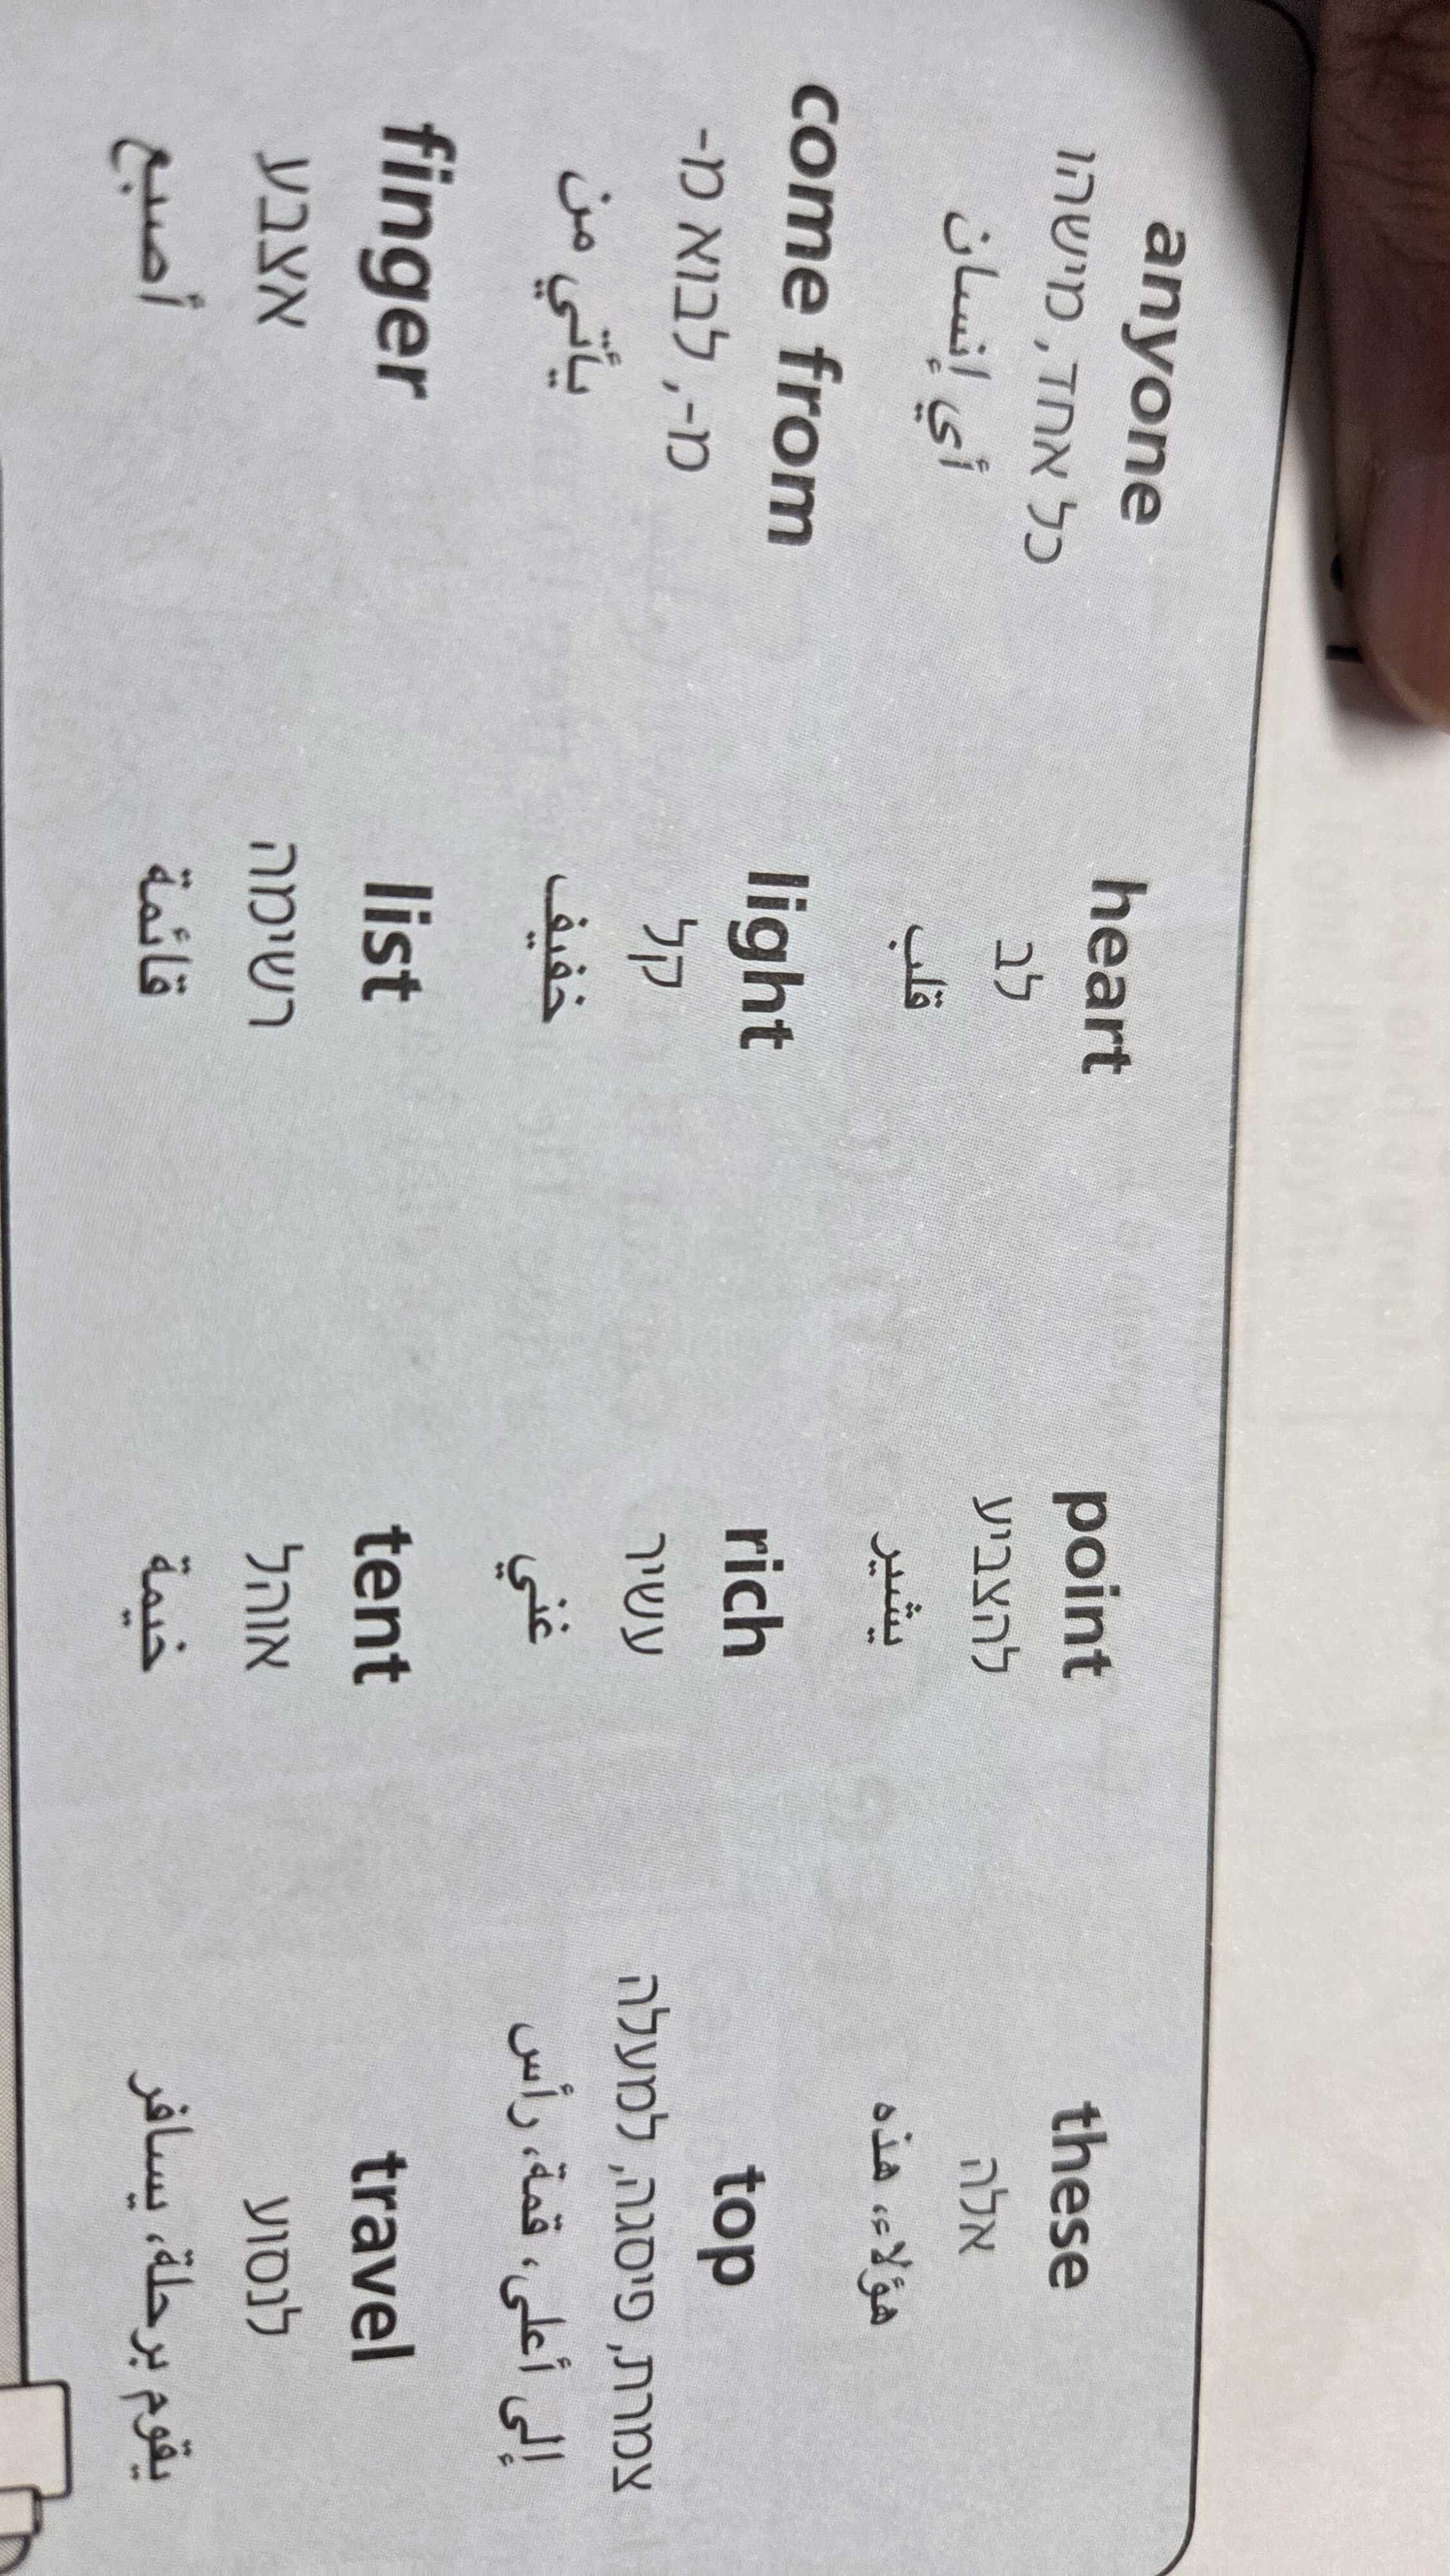 anyone
כל אחד, מישהו
أي إنسان
heart
לב
قلب
point
להצביע
يشير
these
אלה
هؤلاء، هذه
come from
מ-, לבוא מ-
يأتي من
light
קל
خفيف
rich
עשיר
غني
top
צמרת, פיסגה, למעלה
إلى أعلى، قمة، رأس
finger
אצבע
أصبع
list
רשימה
قائمة
tent
אוהל
خيمة
travel
לנסוע
يقوم برحلة، يسافر